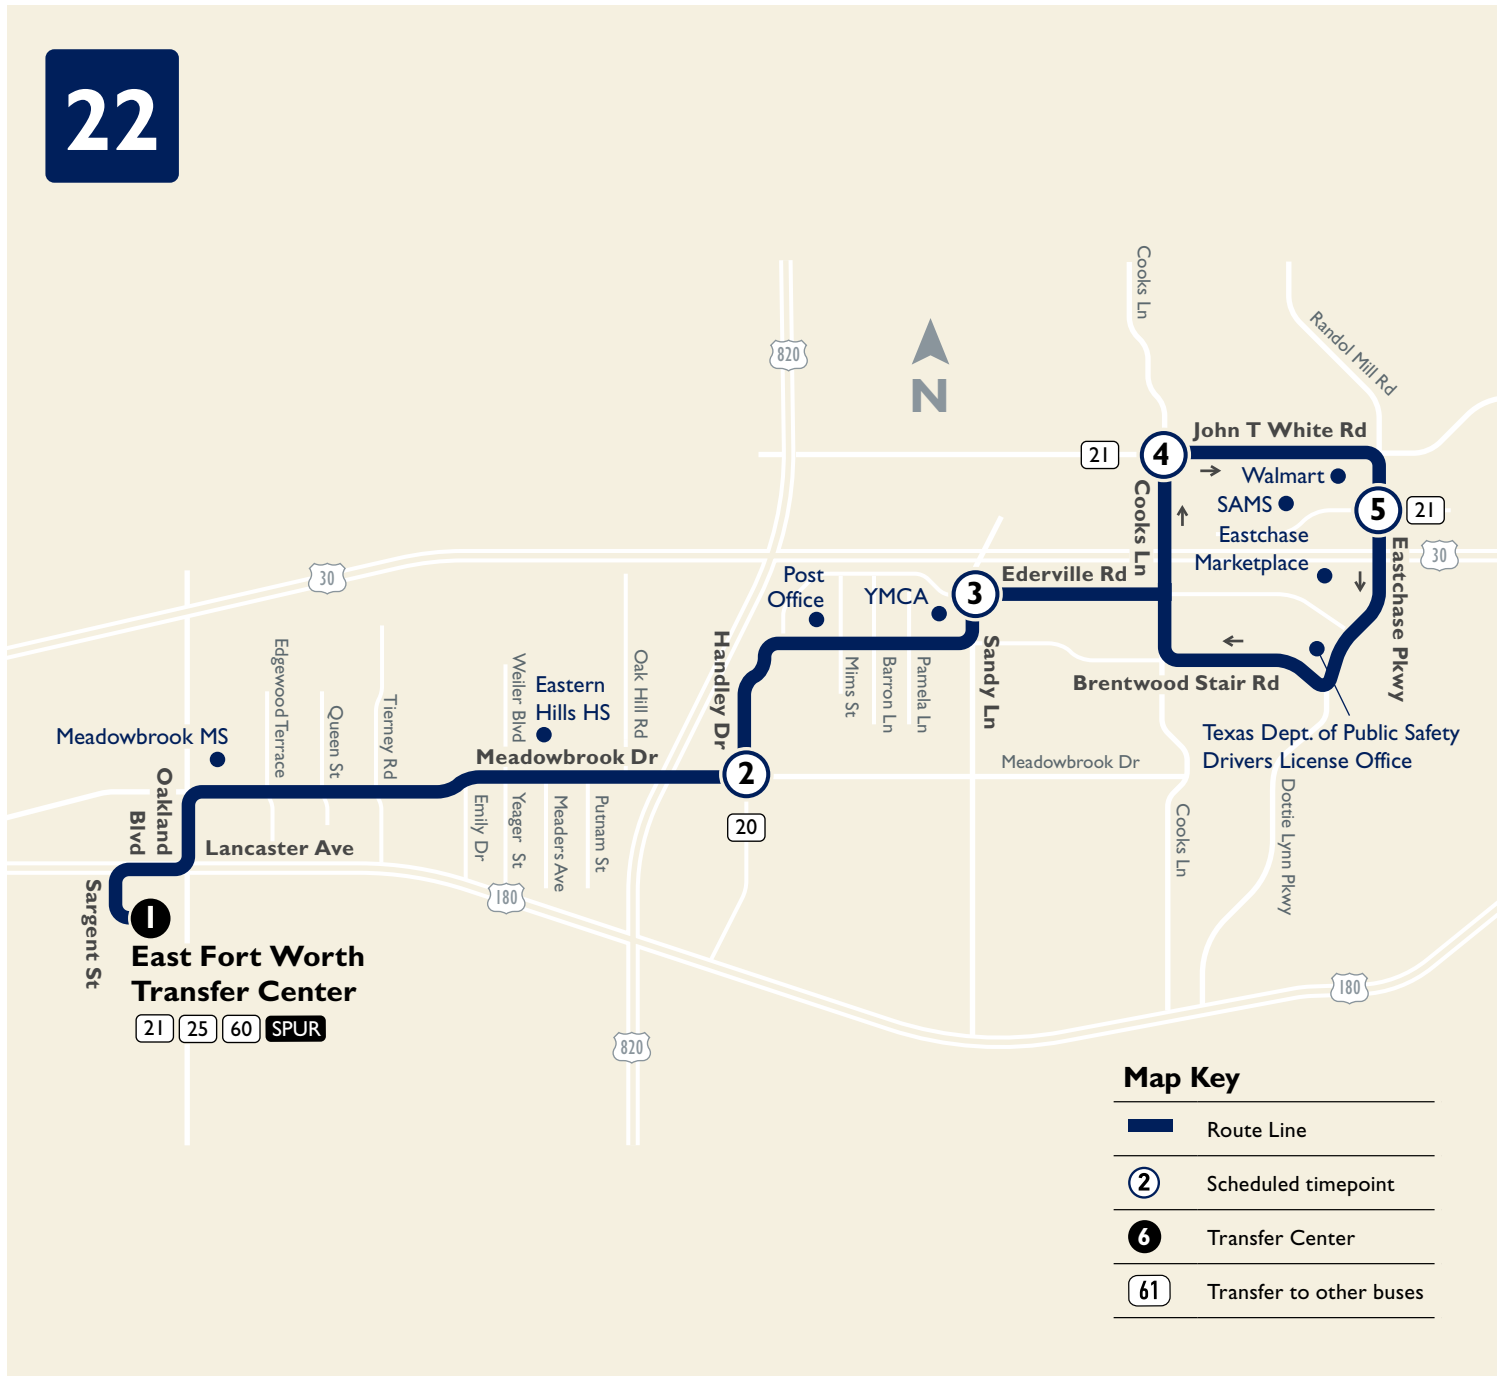 22
Cooks Ln
Randol Mill Rd
820
N
John T White Rd
21
4
Walmart
SAMS
5
21
Cooks Ln
Eastchase
Marketplace
Eastchase Pkwy
30
30
Post
Office
YMCA
3
Ederville Rd
Handley Dr
Sandy Ln
Mims St
Barron Ln
Pamela Ln
Brentwood Stair Rd
Edgewood Terrace
Queen St
Tierney Rd
Weiler Blvd
Eastern
Hills HS
Oak Hill Rd
Meadowbrook MS
Meadowbrook Dr
2
Meadowbrook Dr
Texas Dept. of Public Safety
Drivers License Office
Oakland
Blvd
Lancaster Ave
Emily Dr
Yeager St
Meaders Ave
Putnam St
20
Cooks Ln
Dottie Lynn Pkwy
Sargent St
1
180
East Fort Worth
Transfer Center
21 25 60 SPUR
180
820
Map Key
Route Line
2 Scheduled timepoint
6 Transfer Center
61 Transfer to other buses